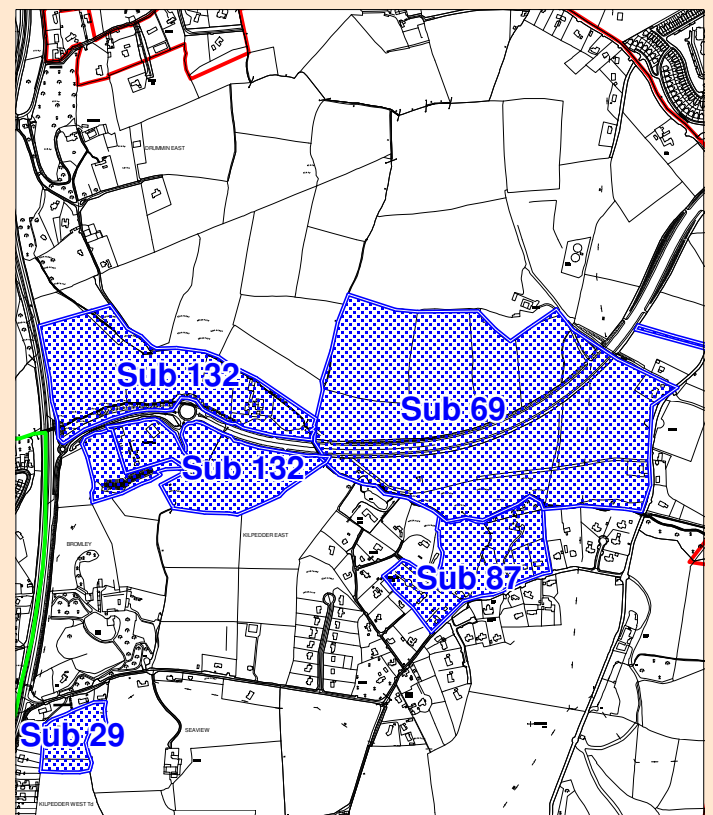 DRUMMIN EAST
Sub 132
Sub 69
Sub 132
KILPEDDER EAST
BROMLEY
Sub 87
SEAVIEW
Sub 29
KILPEDDER WEST Td